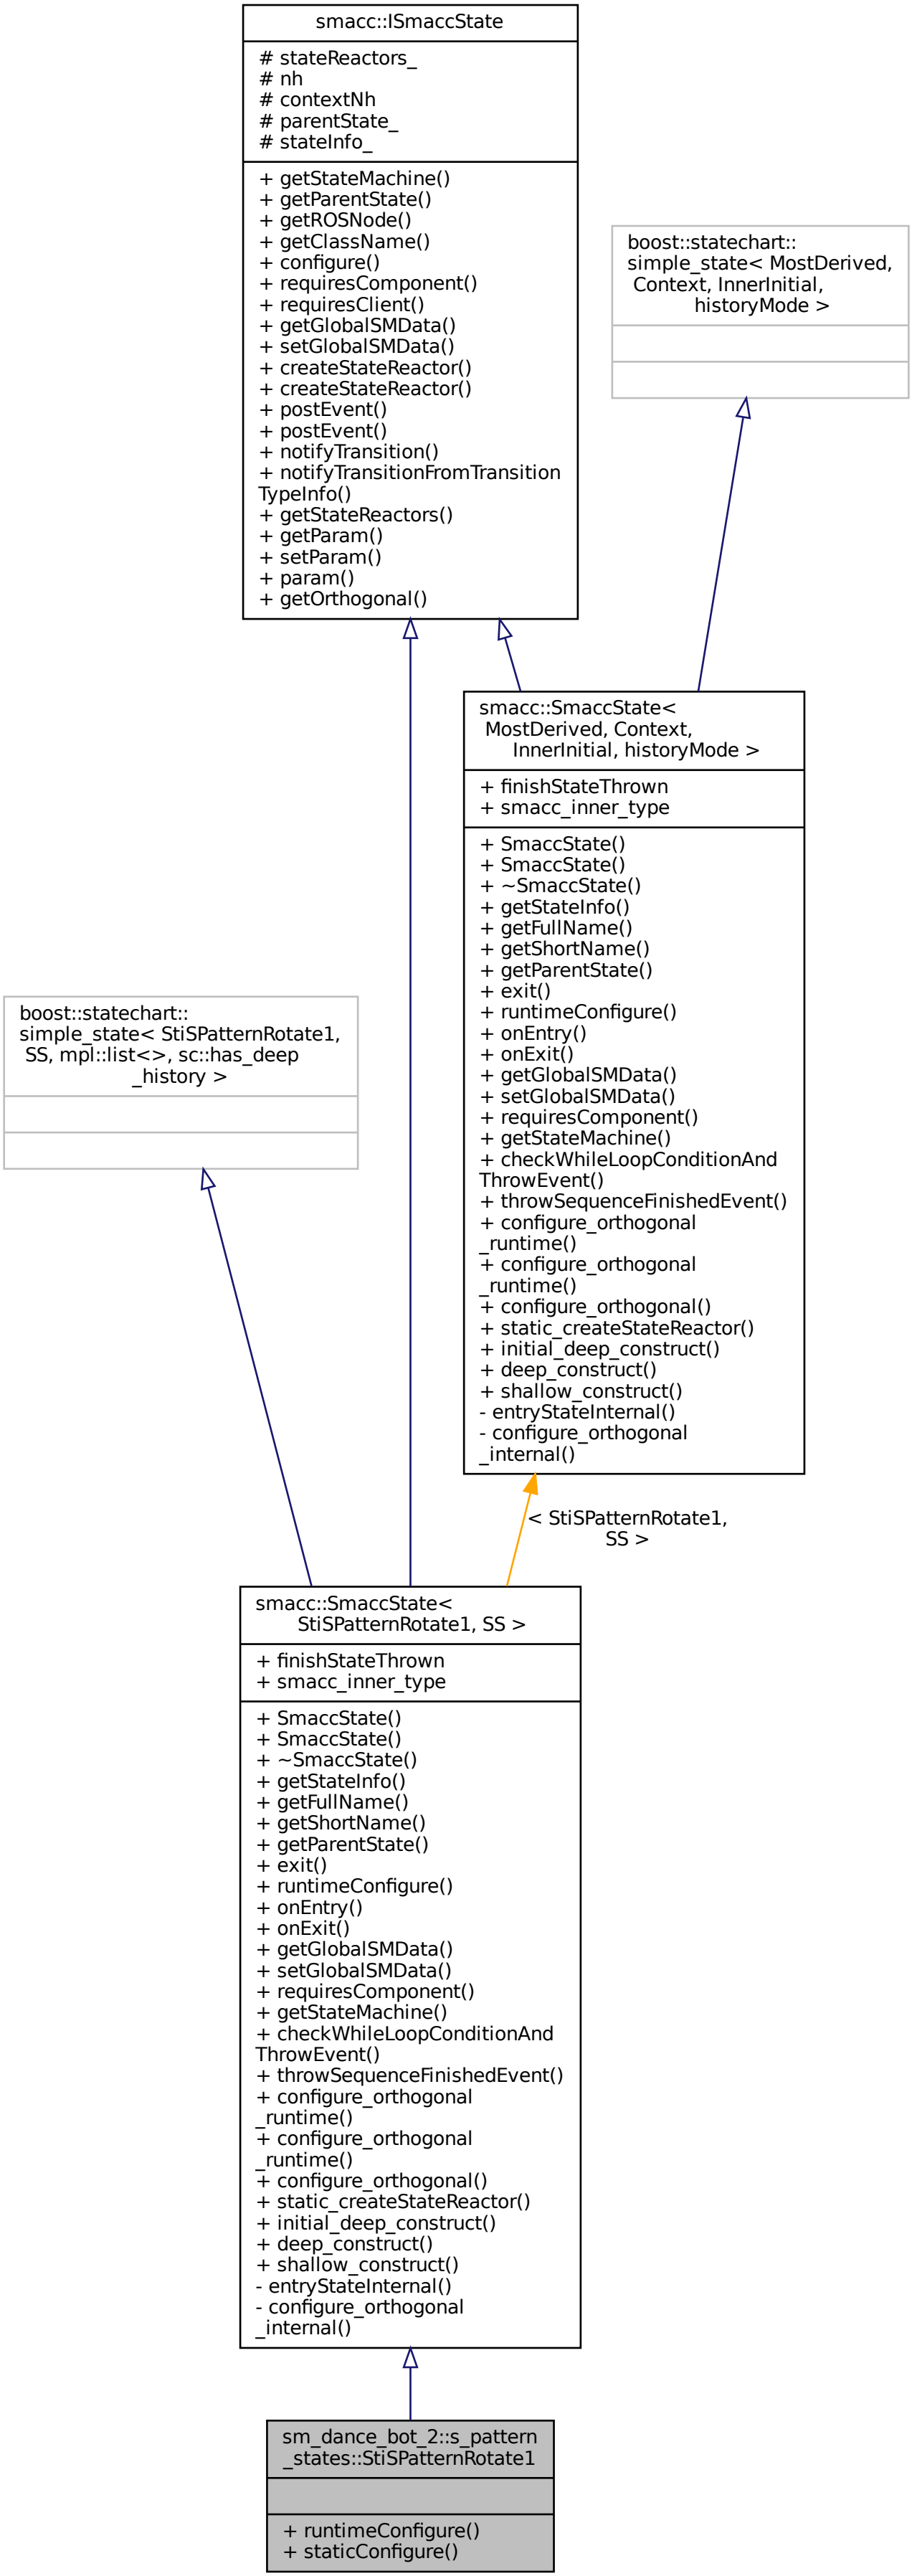 smacc::ISmaccState
# stateReactors_
# nh
# contextNh
# parentState_
# stateInfo_
+ getStateMachine()
+ getParentState()
+ getROSNode()
+ getClassName()
+ configure()
+ requiresComponent()
+ requiresClient()
+ getGlobalSMData()
+ setGlobalSMData()
+ createStateReactor()
+ createStateReactor()
+ postEvent()
+ postEvent()
+ notifyTransition()
+ notifyTransitionFromTransition
TypeInfo()
+ getStateReactors()
+ getParam()
+ setParam()
+ param()
+ getOrthogonal()
boost::statechart::
simple_state< MostDerived,
Context, InnerInitial,
historyMode >
smacc::SmaccState<
MostDerived, Context,
InnerInitial, historyMode >
+ finishStateThrown
+ smacc_inner_type
+ SmaccState()
+ SmaccState()
+ ~SmaccState()
+ getStateInfo()
+ getFullName()
+ getShortName()
+ getParentState()
+ exit()
+ runtimeConfigure()
+ onEntry()
+ onExit()
+ getGlobalSMData()
+ setGlobalSMData()
+ requiresComponent()
+ getStateMachine()
+ checkWhileLoopConditionAnd
ThrowEvent()
+ throwSequenceFinishedEvent()
+ configure_orthogonal
_runtime()
+ configure_orthogonal
_runtime()
+ configure_orthogonal()
+ static_createStateReactor()
+ initial_deep_construct()
+ deep_construct()
+ shallow_construct()
- entryStateInternal()
- configure_orthogonal
_internal()
boost::statechart::
simple_state< StiSPatternRotate1,
SS, mpl::list<>, sc::has_deep
_history >
< StiSPatternRotate1,
SS >
smacc::SmaccState<
StiSPatternRotate1, SS >
+ finishStateThrown
+ smacc_inner_type
+ SmaccState()
+ SmaccState()
+ ~SmaccState()
+ getStateInfo()
+ getFullName()
+ getShortName()
+ getParentState()
+ exit()
+ runtimeConfigure()
+ onEntry()
+ onExit()
+ getGlobalSMData()
+ setGlobalSMData()
+ requiresComponent()
+ getStateMachine()
+ checkWhileLoopConditionAnd
ThrowEvent()
+ throwSequenceFinishedEvent()
+ configure_orthogonal
_runtime()
+ configure_orthogonal
_runtime()
+ configure_orthogonal()
+ static_createStateReactor()
+ initial_deep_construct()
+ deep_construct()
+ shallow_construct()
- entryStateInternal()
- configure_orthogonal
_internal()
sm_dance_bot_2::s_pattern
_states::StiSPatternRotate1
+ runtimeConfigure()
+ staticConfigure()